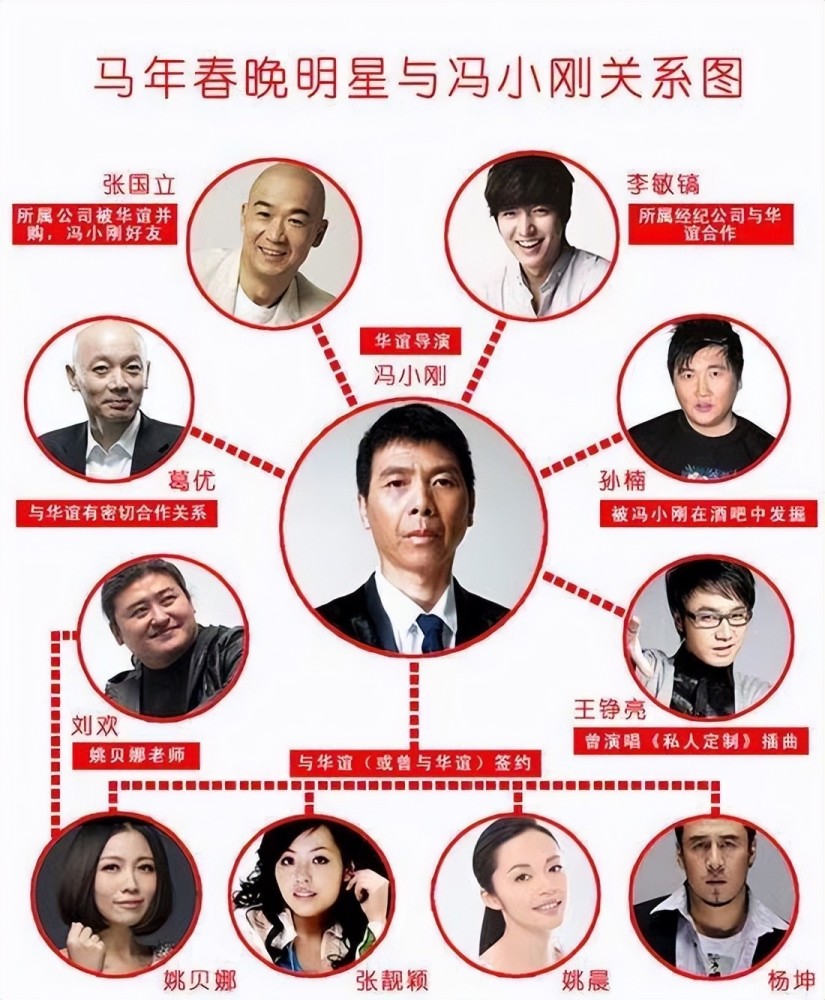 马年春晚明星与冯小刚关系图
张国立
所属公司被华谊并
购，冯小刚好友
李敏镐
所属经纪公司与华
谊合作
华谊导演
冯小刚
葛优
与华谊有密切合作关系
孙楠
被冯小刚在酒吧中发掘
刘欢
姚贝娜老师
王铮亮
曾演唱《私人定制》插曲
与华谊（或曾与华谊）签约
姚贝娜
张靓颖
姚晨
杨坤